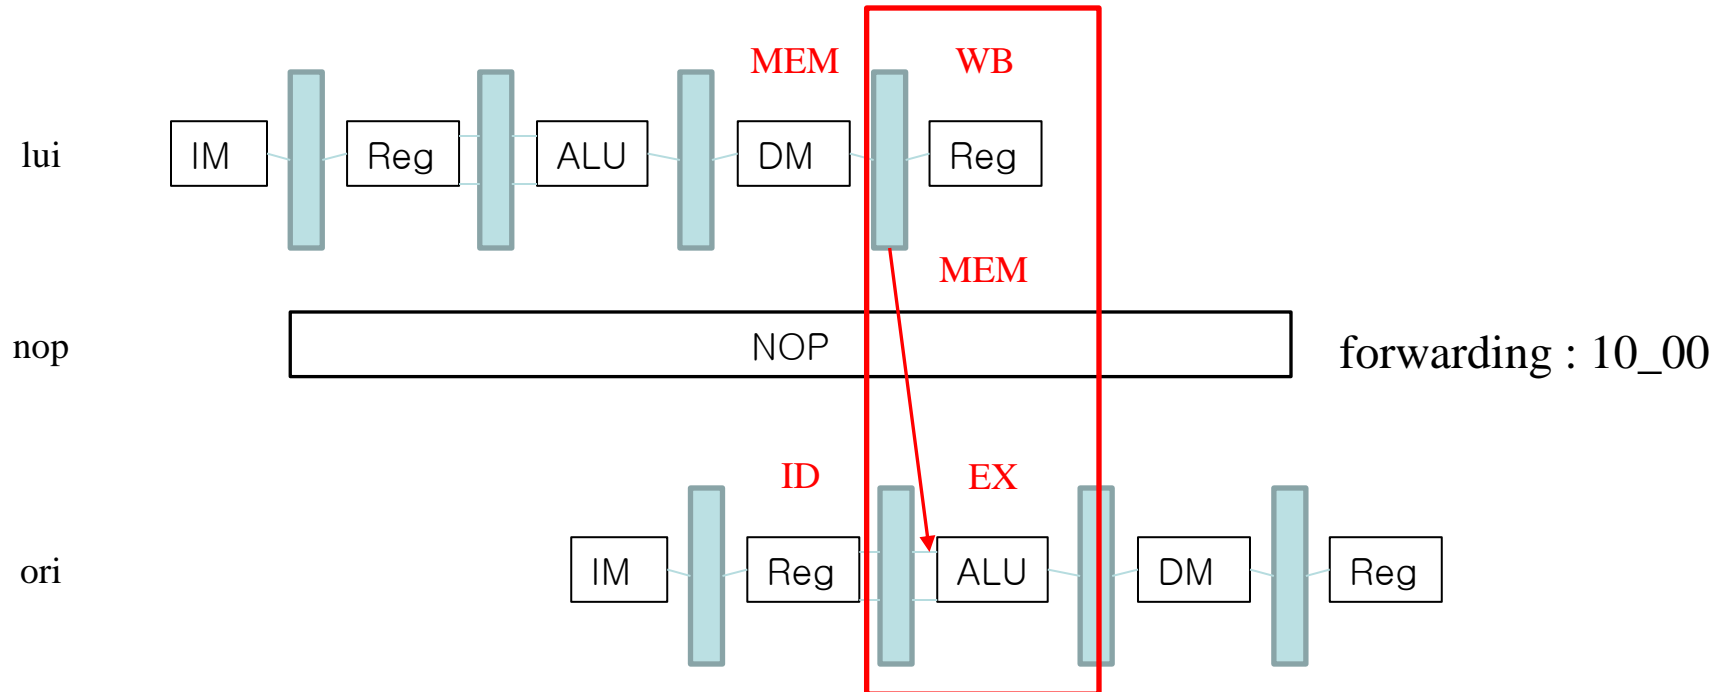 MEM WB
lui IM Reg ALU DM Reg
MEM
nop NOP forwarding : 10_00
ID EX
ori IM Reg ALU DM Reg